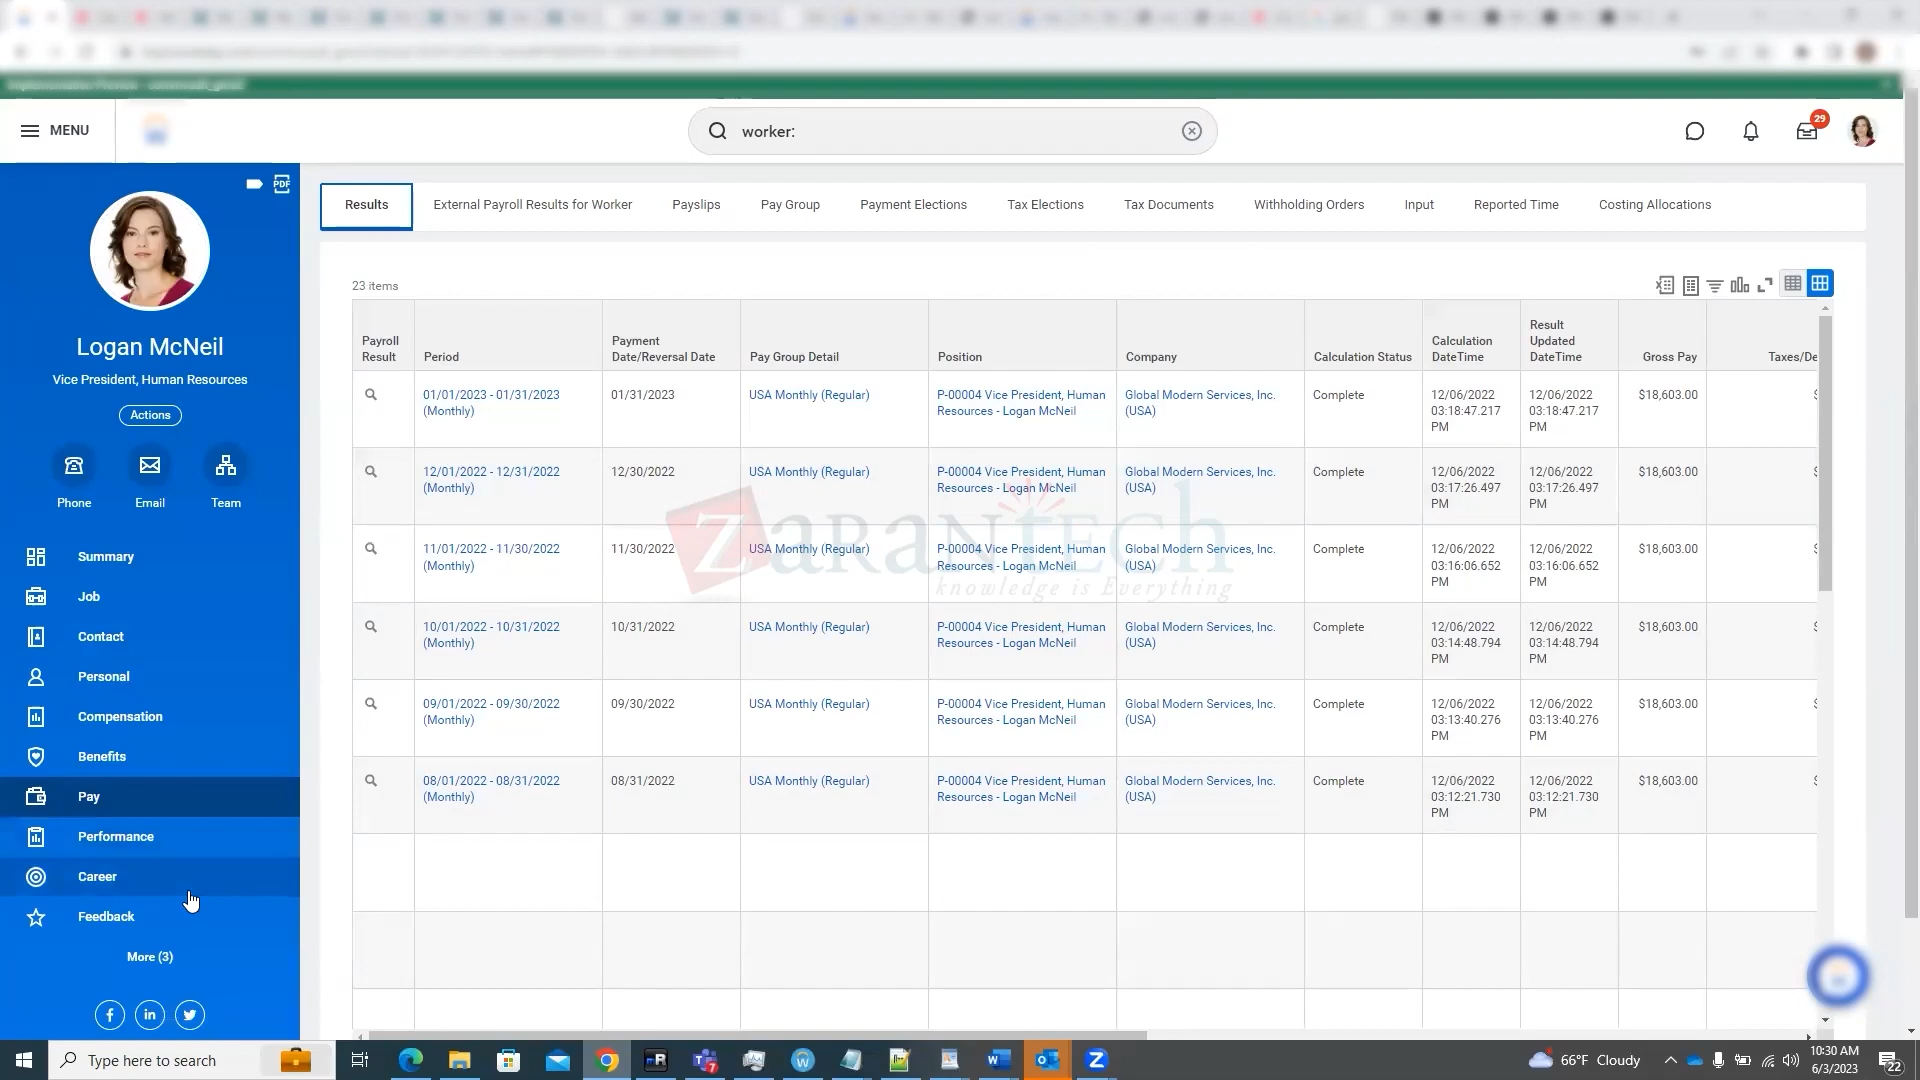 MENU
worker:
29
PDF
Logan McNeil
Vice President, Human Resources
Actions
Phone
Email
Team
Summary
Job
Contact
Personal
Compensation
Benefits
Pay
Performance
Career
Feedback
More (3)
Results
External Payroll Results for Worker
Payslips
Pay Group
Payment Elections
Tax Elections
Tax Documents
Withholding Orders
Input
Reported Time
Costing Allocations
23 items
Payroll
Result
Period
Payment
Date/Reversal Date
Pay Group Detail
Position
Company
Calculation Status
Calculation
DateTime
Result
Updated
DateTime
Gross Pay
Taxes/De
01/01/2023 - 01/31/2023
(Monthly)
01/31/2023
USA Monthly (Regular)
P-00004 Vice President, Human
Resources - Logan McNeil
Global Modern Services, Inc.
(USA)
Complete
12/06/2022
03:18:47.217
PM
12/06/2022
03:18:47.217
PM
$18,603.00
12/01/2022 - 12/31/2022
(Monthly)
12/30/2022
USA Monthly (Regular)
P-00004 Vice President, Human
Resources - Logan McNeil
Global Modern Services, Inc.
(USA)
Complete
12/06/2022
03:17:26.497
PM
12/06/2022
03:17:26.497
PM
$18,603.00
11/01/2022 - 11/30/2022
(Monthly)
11/30/2022
USA Monthly (Regular)
P-00004 Vice President, Human
Resources - Logan McNeil
Global Modern Services, Inc.
(USA)
Complete
12/06/2022
03:16:06.652
PM
12/06/2022
03:16:06.652
PM
$18,603.00
10/01/2022 - 10/31/2022
(Monthly)
10/31/2022
USA Monthly (Regular)
P-00004 Vice President, Human
Resources - Logan McNeil
Global Modern Services, Inc.
(USA)
Complete
12/06/2022
03:14:48.794
PM
12/06/2022
03:14:48.794
PM
$18,603.00
09/01/2022 - 09/30/2022
(Monthly)
09/30/2022
USA Monthly (Regular)
P-00004 Vice President, Human
Resources - Logan McNeil
Global Modern Services, Inc.
(USA)
Complete
12/06/2022
03:13:40.276
PM
12/06/2022
03:13:40.276
PM
$18,603.00
08/01/2022 - 08/31/2022
(Monthly)
08/31/2022
USA Monthly (Regular)
P-00004 Vice President, Human
Resources - Logan McNeil
Global Modern Services, Inc.
(USA)
Complete
12/06/2022
03:12:21.730
PM
12/06/2022
03:12:21.730
PM
$18,603.00
ZaranTech
knowledge is Everything
Type here to search
66°F Cloudy
10:30 AM
6/3/2023
22